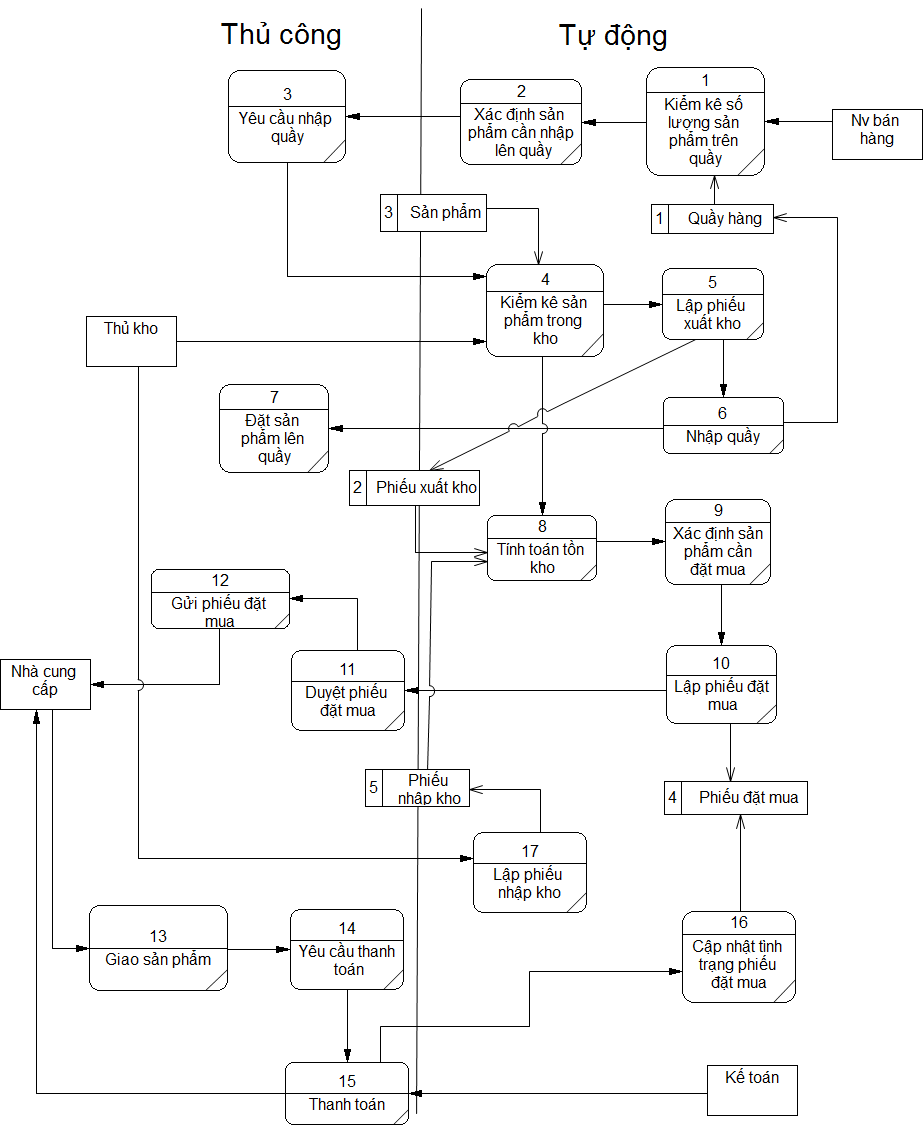 Thủ công
Tự động
3
Yêu cầu nhập
quầy
2
Xác định sản
phẩm cần nhập
lên quầy
1
Kiểm kê số
lượng sản
phẩm trên
quầy
Nv bán
hàng
3 Sản phẩm
1 Quầy hàng
4
Kiểm kê sản
phẩm trong
kho
5
Lập phiếu
xuất kho
Thủ kho
7
Đặt sản
phẩm lên
quầy
6
Nhập quầy
2 Phiếu xuất kho
8
Tính toán tồn
kho
9
Xác định sản
phẩm cần
đặt mua
12
Gửi phiếu đặt
mua
Nhà cung
cấp
11
Duyệt phiếu
đặt mua
10
Lập phiếu đặt
mua
5 Phiếu
nhập kho
4 Phiếu đặt mua
17
Lập phiếu
nhập kho
13
Giao sản phẩm
14
Yêu cầu thanh
toán
16
Cập nhật tình
trạng phiếu
đặt mua
15
Thanh toán
Kế toán